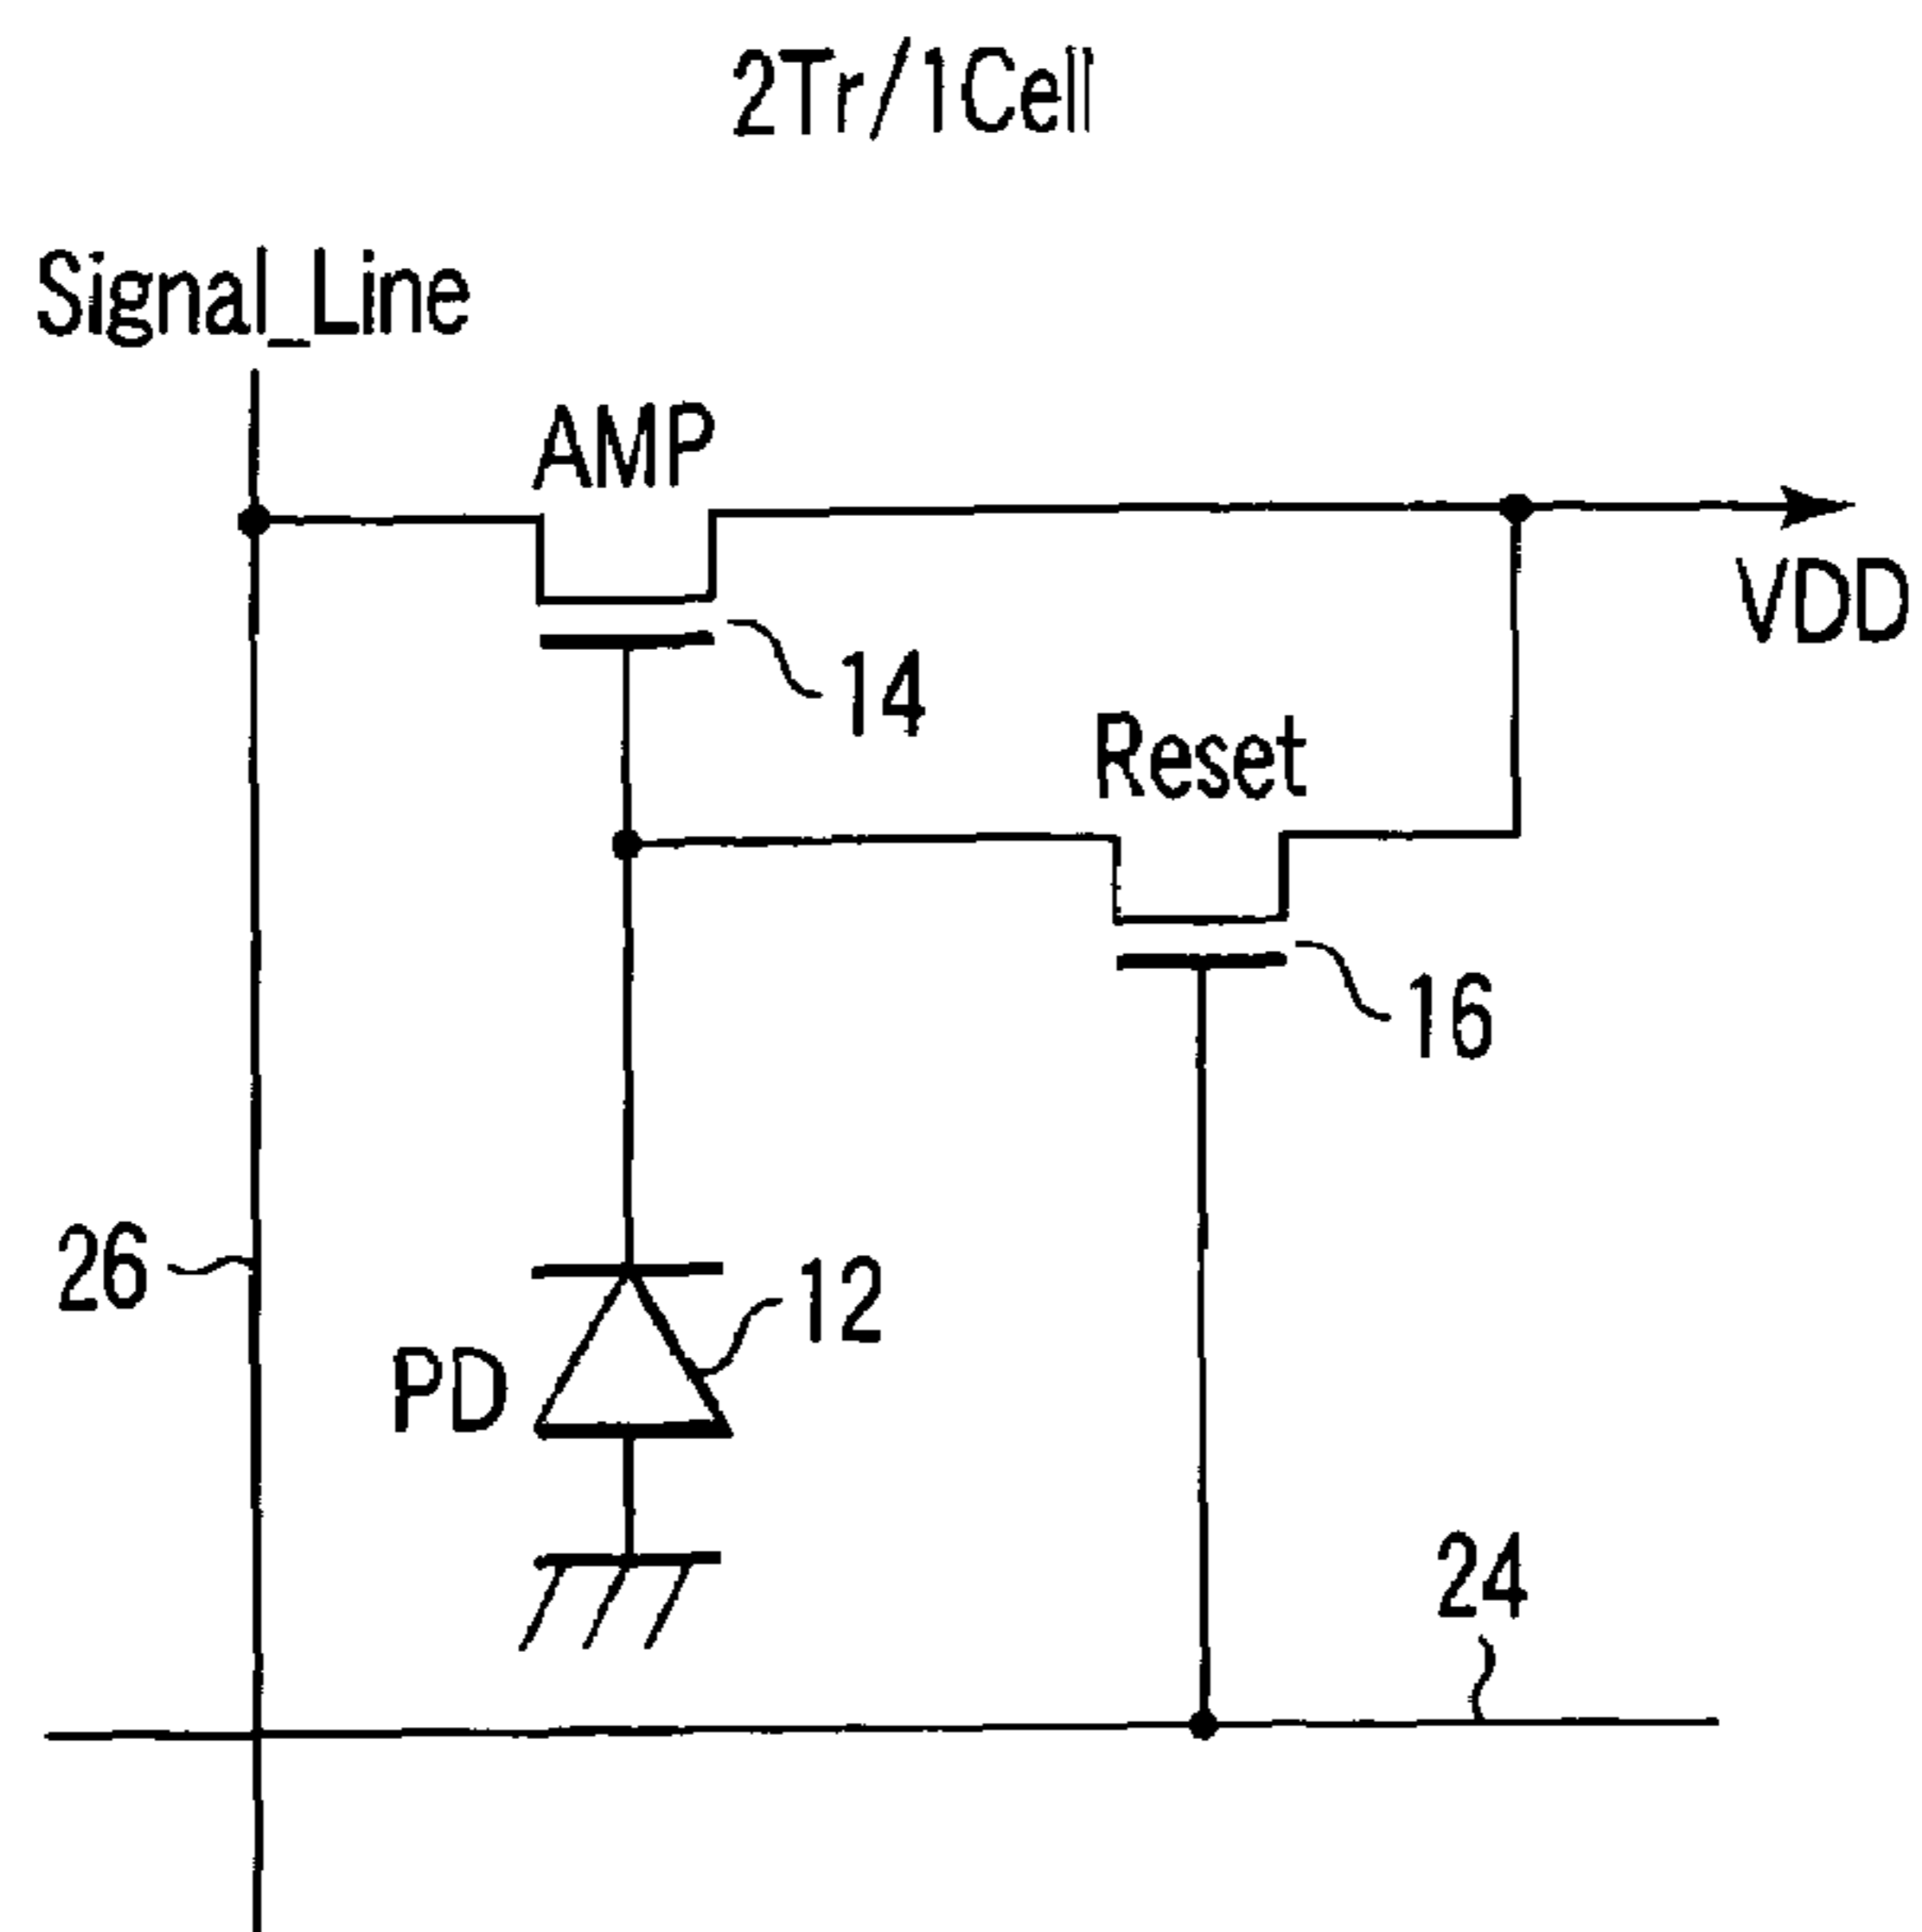 2Tr/1Cell
Signal_Line
AMP
VDD
14
Reset
16
26
12
PD
24